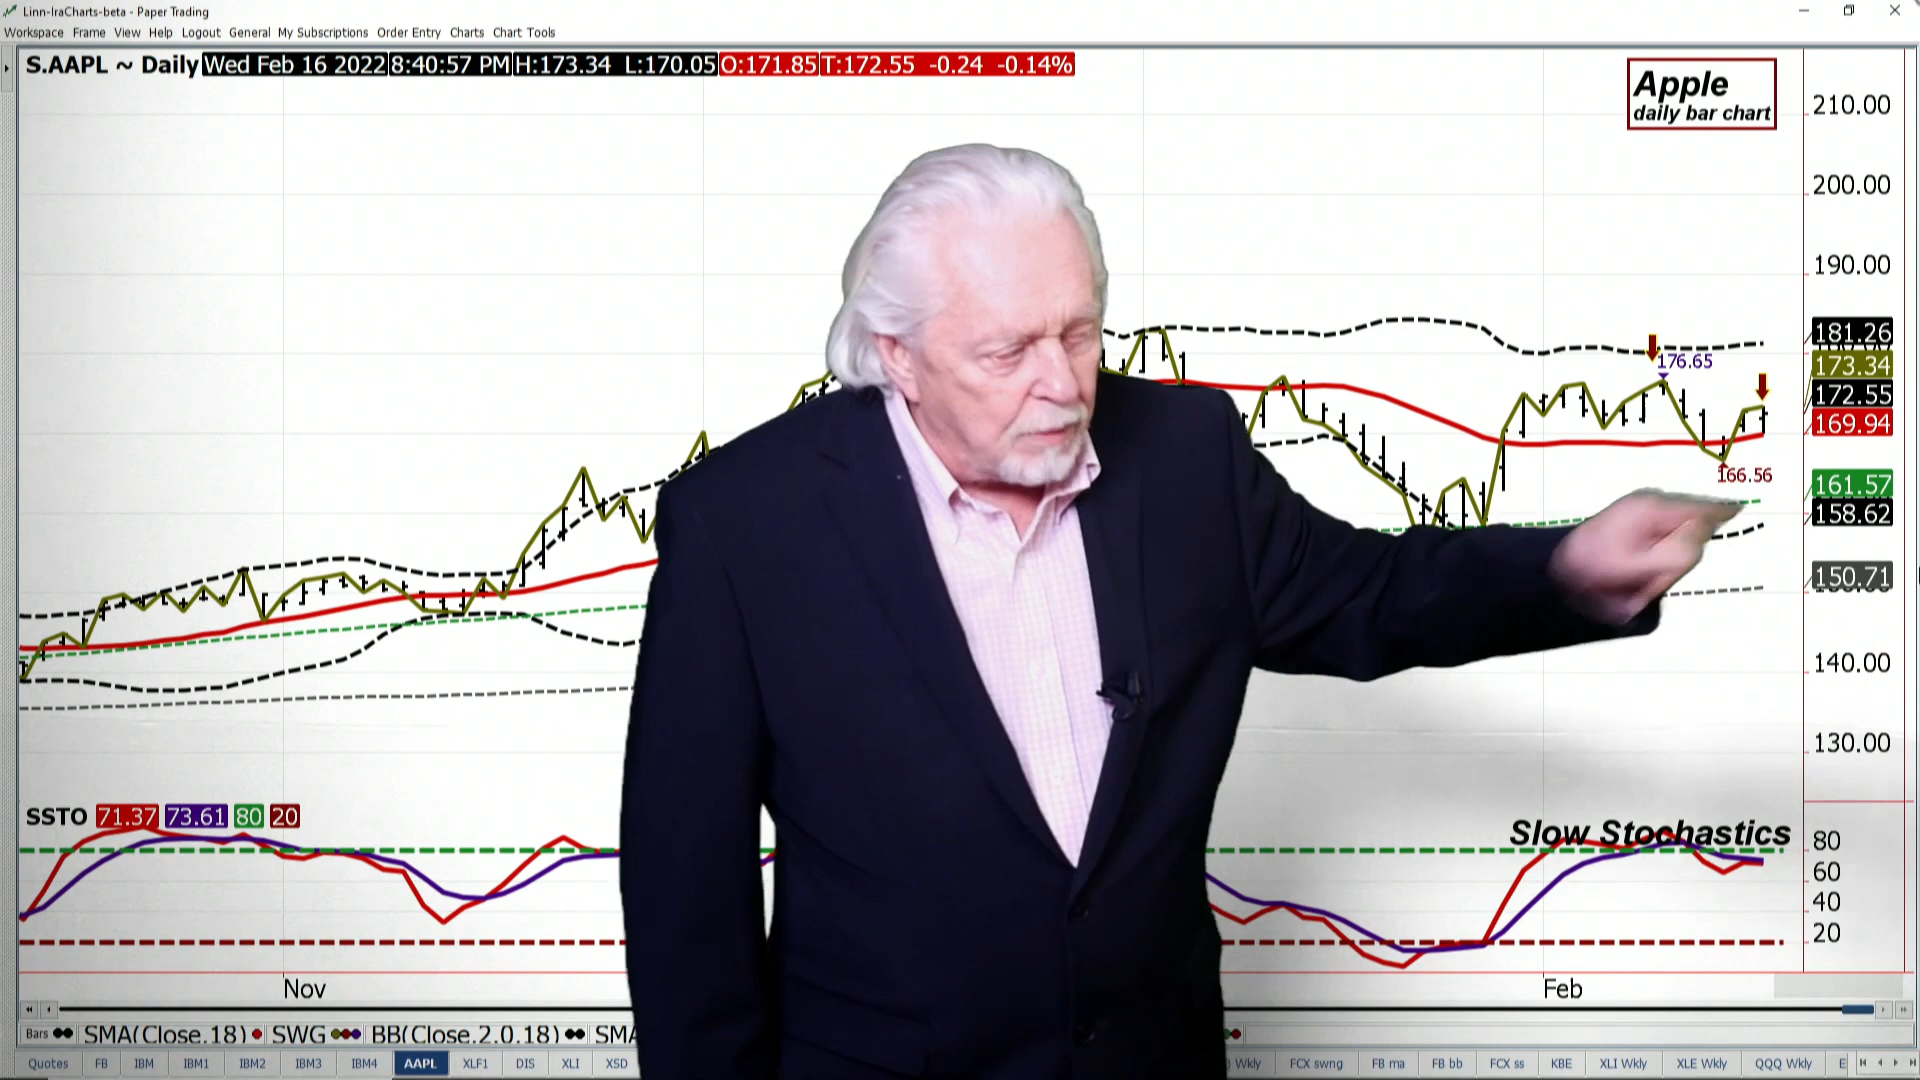 Linn-IraCharts-beta - Paper Trading
Workspace Frame View Help Logout General My Subscriptions Order Entry Charts Chart Tools
S.AAPL ~ Daily Wed Feb 16 2022 8:40:57 PM H:173.34 L:170.05 O:171.85 T:172.55 -0.24 -0.14%
Apple
daily bar chart
210.00
200.00
190.00
181.26
176.65
173.34
172.55
169.94
166.56
161.57
158.62
150.71
140.00
130.00
SSTO 71.37 73.61 80 20
Slow Stochastics
80
60
40
20
Nov
Feb
Bars SMA(Close,18) SWG BB(Close,2.0,18) SMA
Quotes FB IBM IBM1 IBM2 IBM3 IBM4 AAPL XLF1 DIS XLI XSD Wkly FCX swng FB ma FB bb FCX ss KBE XLI Wkly XLE Wkly QQQ Wkly E